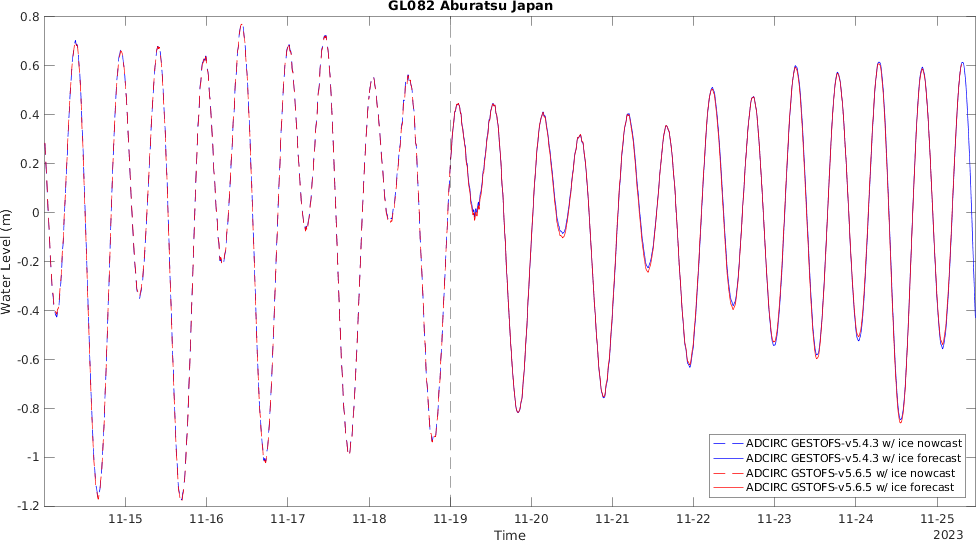 GL082 Aburatsu Japan
0.8
0.6
0.4
0.2
0
-0.2
-0.4
-0.6
-0.8
-1
-1.2
Water Level (m)
11-15 11-16 11-17 11-18 11-19 11-20 11-21 11-22 11-23 11-24 11-25
2023
Time
ADCIRC GESTOFS-v5.4.3 w/ ice nowcast
ADCIRC GESTOFS-v5.4.3 w/ ice forecast
ADCIRC GSTOFS-v5.6.5 w/ ice nowcast
ADCIRC GSTOFS-v5.6.5 w/ ice forecast